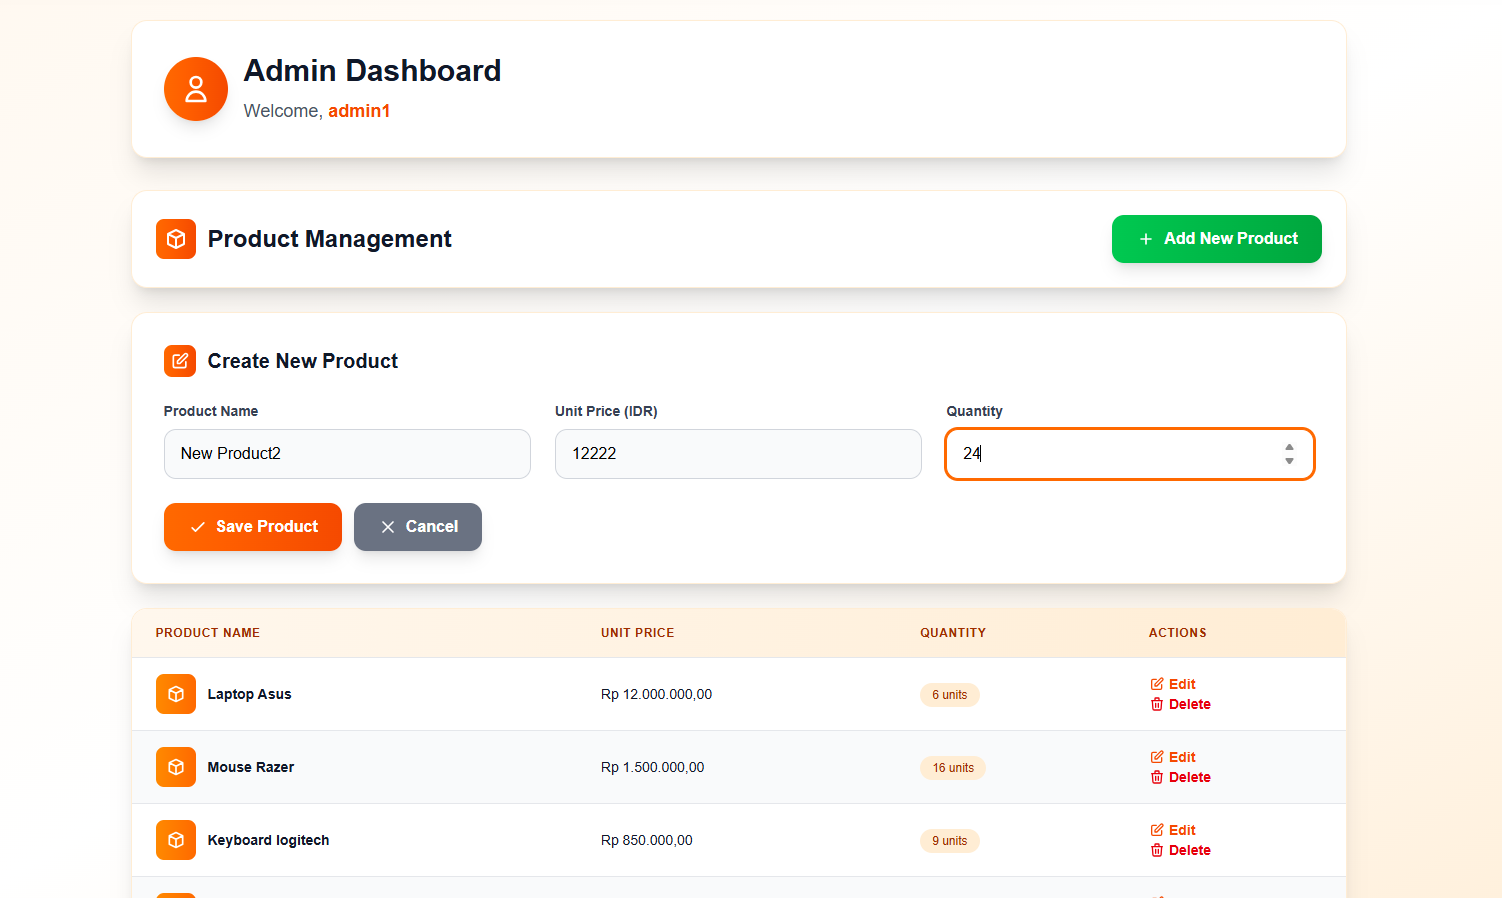 Admin Dashboard
Welcome, admin1
Product Management
Add New Product
Create New Product
Product Name
Unit Price (IDR)
Quantity
New Product2
12222
24
Save Product
Cancel
PRODUCT NAME UNIT PRICE QUANTITY ACTIONS
Laptop Asus Rp 12.000.000,00 6 units Edit
Delete
Mouse Razer Rp 1.500.000,00 16 units Edit
Delete
Keyboard logitech Rp 850.000,00 9 units Edit
Delete